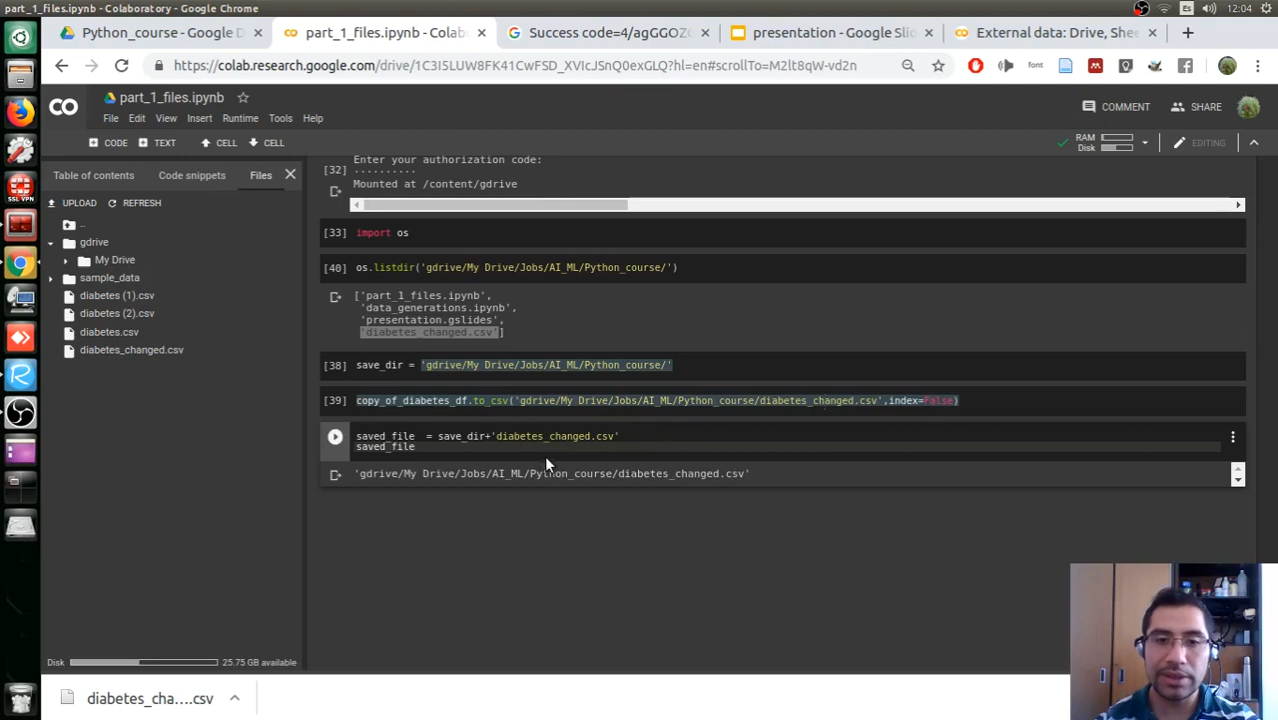 part_1_files.ipynb - Colaboratory - Google Chrome
Es
12:04
Python_course - Google D
part_1_files.ipynb - Colab
Success code=4/agGGOZ
presentation - Google Slid
External data: Drive, She
https://colab.research.google.com/drive/1C3I5LUW8FK41CwFSD_XVIcJSnQ0exGLQ?hl=en#scrollTo=M2lt8qW-vd2n
font
CO
part_1_files.ipynb
COMMENT
SHARE
File Edit View Insert Runtime Tools Help
CODE TEXT CELL CELL
RAM
Disk
EDITING
Table of contents
Code snippets
Files
UPLOAD
REFRESH
..
gdrive
My Drive
sample_data
diabetes (1).csv
diabetes (2).csv
diabetes.csv
diabetes_changed.csv
Disk
25.75 GB available
Enter your authorization code:
..........
[32]
Mounted at /content/gdrive
[33] import os
[40] os.listdir('gdrive/My Drive/Jobs/AI_ML/Python_course/')
['part_1_files.ipynb',
'data_generations.ipynb',
'presentation.gslides',
'diabetes_changed.csv']
[38] save_dir = 'gdrive/My Drive/Jobs/AI_ML/Python_course/'
[39] copy_of_diabetes_df.to_csv('gdrive/My Drive/Jobs/AI_ML/Python_course/diabetes_changed.csv',index=False)
saved_file = save_dir+'diabetes_changed.csv'
saved_file
'gdrive/My Drive/Jobs/AI_ML/Python_course/diabetes_changed.csv'
diabetes_cha....csv